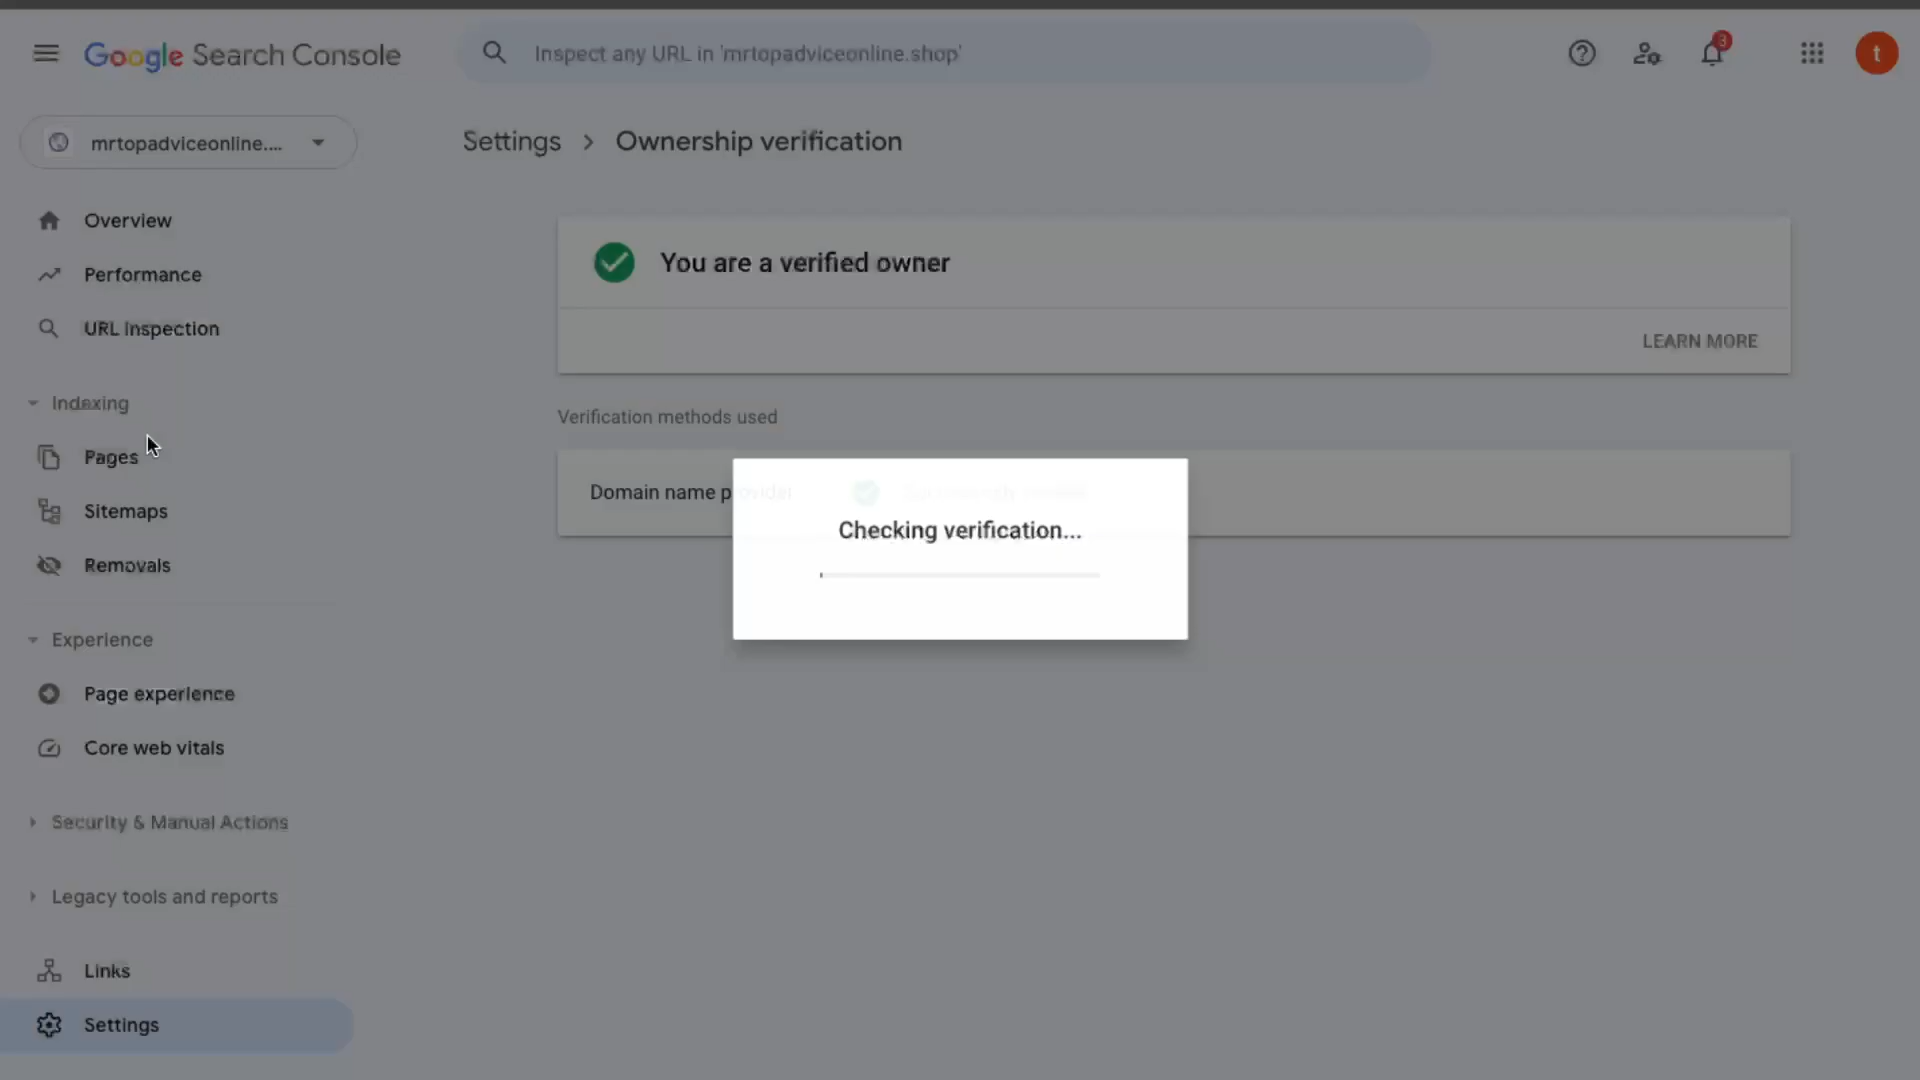 Google Search Console
Inspect any URL in 'mrtopadviceonline.shop'
3
t
mrtopadviceonline....
Settings > Ownership verification
Overview
Performance
URL inspection
Indexing
Pages
Sitemaps
Removals
Experience
Page experience
Core web vitals
Security & Manual Actions
Legacy tools and reports
Links
Settings
You are a verified owner
LEARN MORE
Verification methods used
Domain name provider
Checking verification...